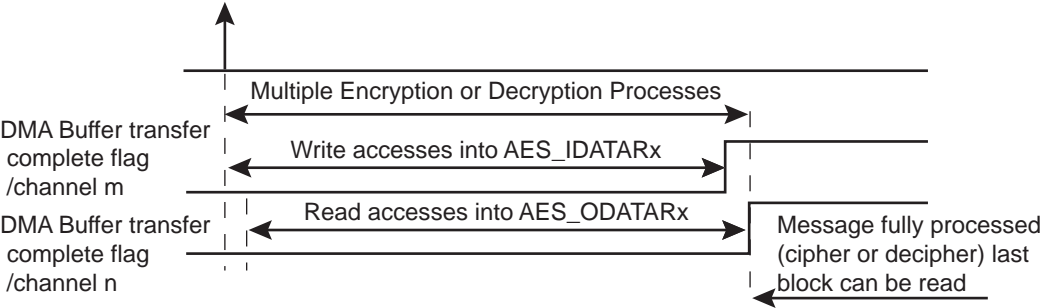 Multiple Encryption or Decryption Processes
DMA Buffer transfer
complete flag
/channel m
Write accesses into AES_IDATARx
DMA Buffer transfer
complete flag
/channel n
Read accesses into AES_ODATARx
Message fully processed
(cipher or decipher) last
block can be read